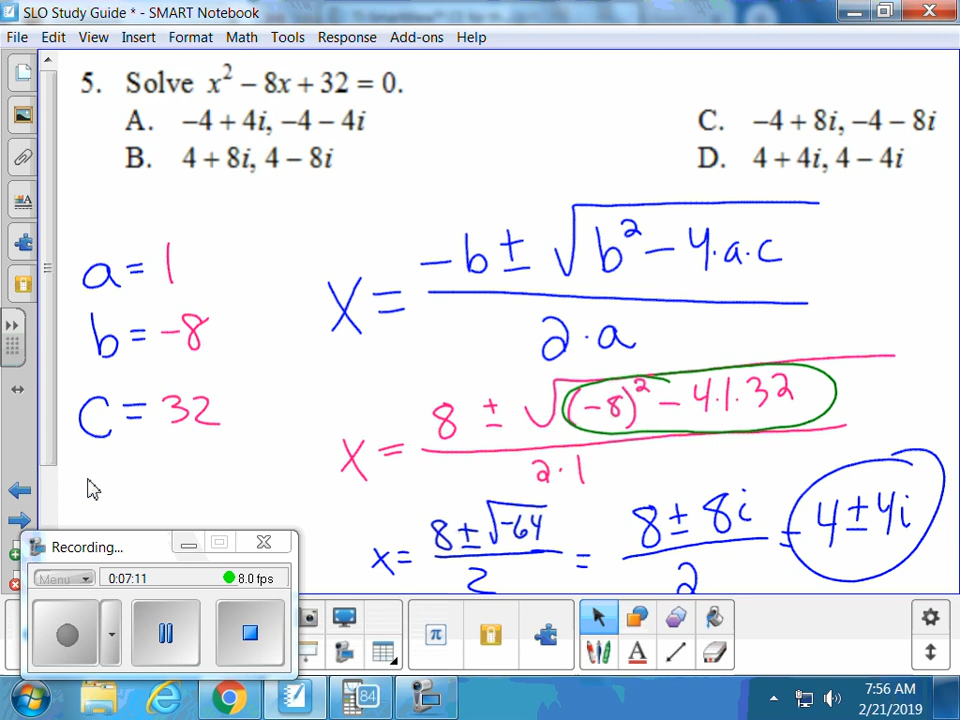 SLO Study Guide * - SMART Notebook
File Edit View Insert Format Math Tools Response Add-ons Help
5. Solve x² – 8x + 32 = 0.
A. –4 + 4i, –4 – 4i
C. –4 + 8i, –4 – 8i
B. 4 + 8i, 4 – 8i
D. 4 + 4i, 4 – 4i
a = 1
b = -8
C = 32
X = (-b ± √(b² - 4·a·c)) / (2·a)
X = (8 ± √((-8)² - 4·1·32)) / (2·1)
x = (8 ± √-64) / 2 = (8 ± 8i) / 2 = 4 ± 4i
Recording...
Menu 0:07:11 8.0 fps
π
A
84
7:56 AM
2/21/2019